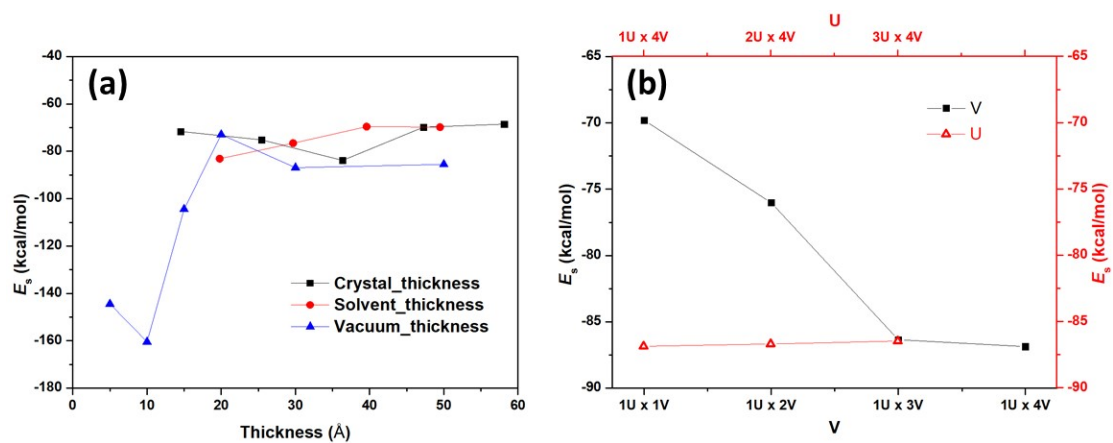 (a)
-40
-60
-80
-100
-120
-140
-160
-180
Es (kcal/mol)
Crystal_thickness
Solvent_thickness
Vacuum_thickness
0 10 20 30 40 50 60
Thickness (Å)
U
1U x 4V 2U x 4V 3U x 4V
(b)
-65
-70
-75
-80
-85
-90
Es (kcal/mol)
V
U
-65
-70
-75
-80
-85
-90
Es (kcal/mol)
1U x 1V 1U x 2V 1U x 3V 1U x 4V
V